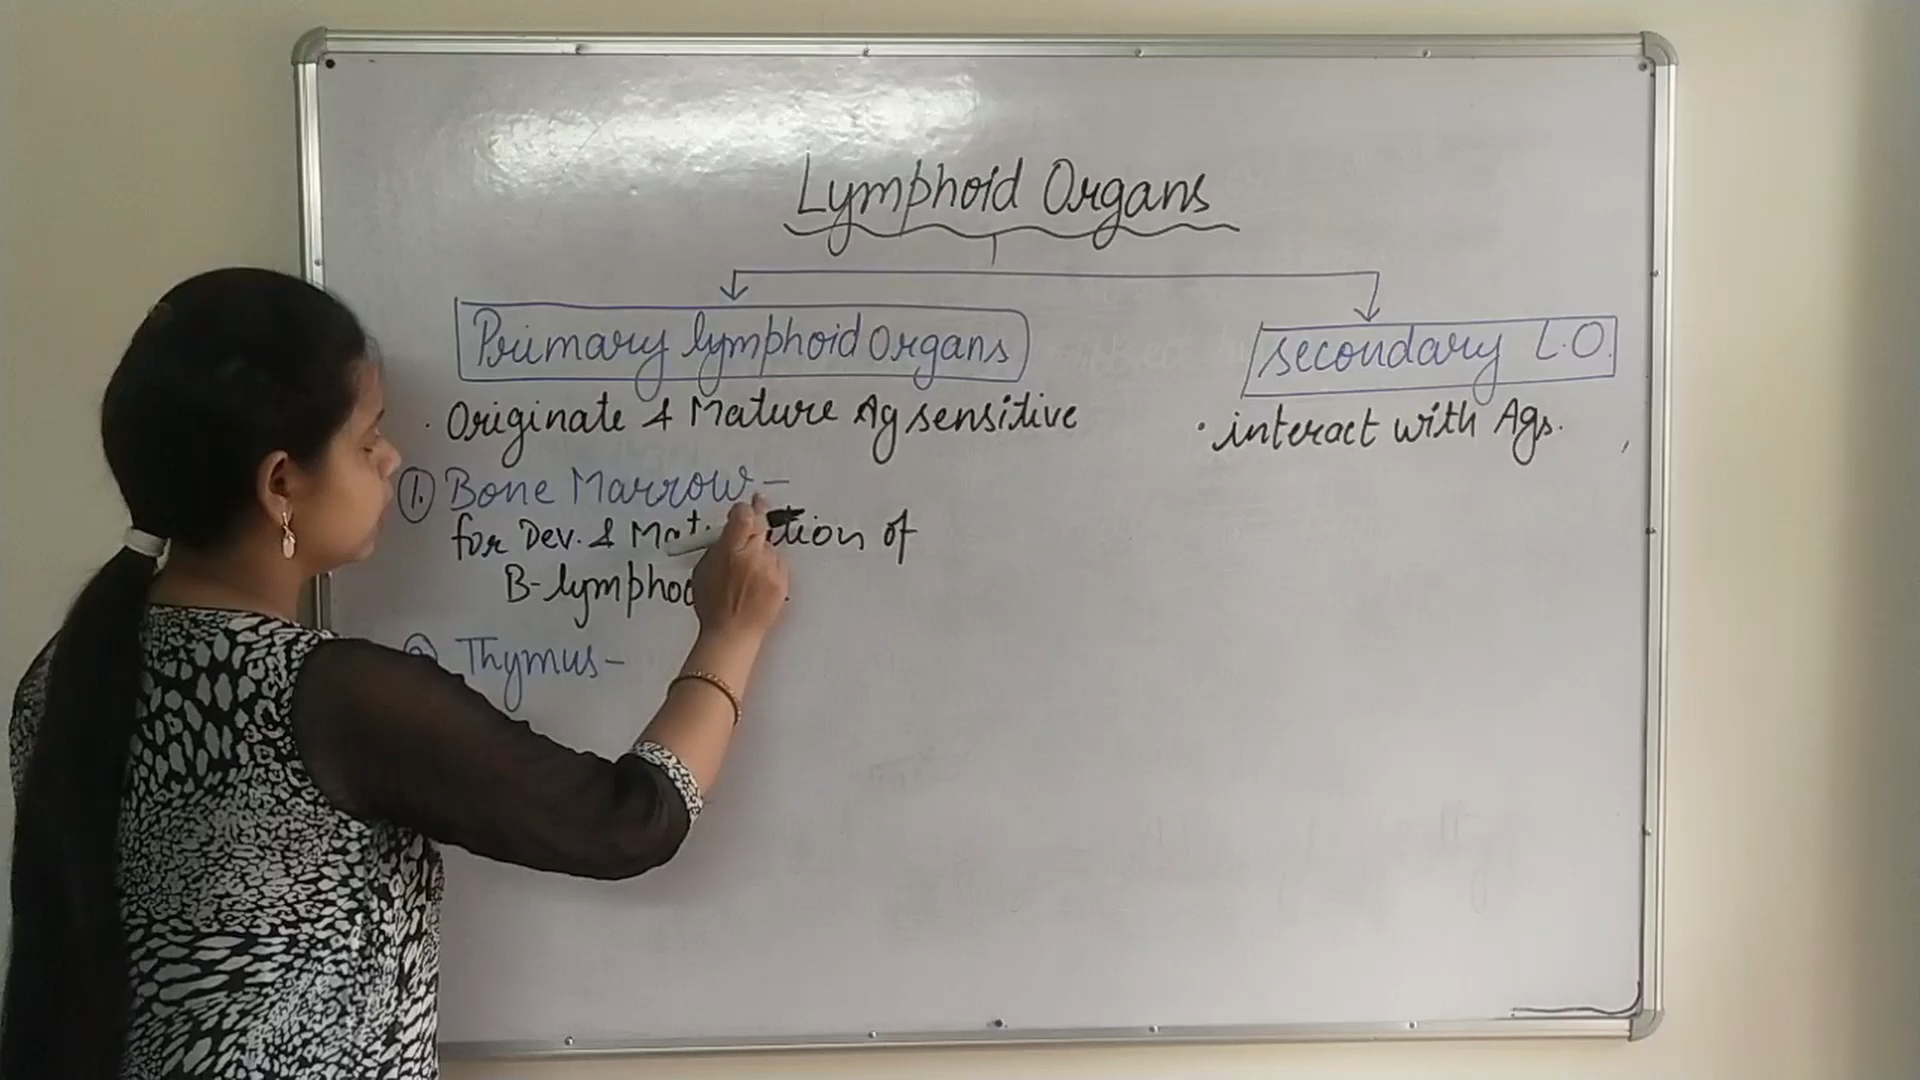 Lymphoid Organs
Primary lymphoid Organs
secondary L.O.
· Originate & Mature Ag sensitive
· interact with Ags.
1. Bone Marrow -
for Dev. & of
B-
Thymus -